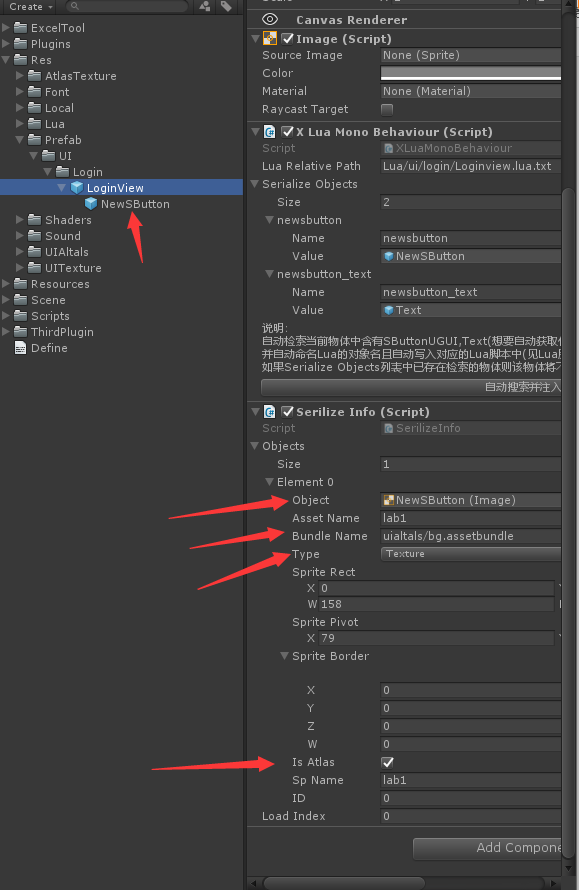 Create
ExcelTool
Plugins
Res
AtlasTexture
Font
Local
Lua
Prefab
UI
Login
LoginView
NewSButton
Shaders
Sound
UIAltals
UITexture
Resources
Scene
Scripts
ThirdPlugin
Define
Canvas Renderer
Image (Script)
Source Image None (Sprite)
Color
Material None (Material)
Raycast Target
X Lua Mono Behaviour (Script)
Script XLuaMonoBehaviour
Lua Relative Path Lua/ui/login/Loginview.lua.txt
Serialize Objects
Size 2
newsbutton
Name newsbutton
Value NewSButton
newsbutton_text
Name newsbutton_text
Value Text
说明:
自动检索当前物体中含有SButtonUGUI,Text(想要自动获取
并自动命名Lua的对象名且自动写入对应的Lua脚本中(见Lua
如果Serialize Objects列表中已存在检索的物体则该物体将
自动搜索并注入
Serilize Info (Script)
Script SerilizeInfo
Objects
Size 1
Element 0
Object NewSButton (Image)
Asset Name lab1
Bundle Name uialtals/bg.assetbundle
Type Texture
Sprite Rect
X 0
W 158
Sprite Pivot
X 79
Sprite Border
X 0
Y 0
Z 0
W 0
Is Atlas
Sp Name lab1
ID 0
Load Index 0
Add Compone